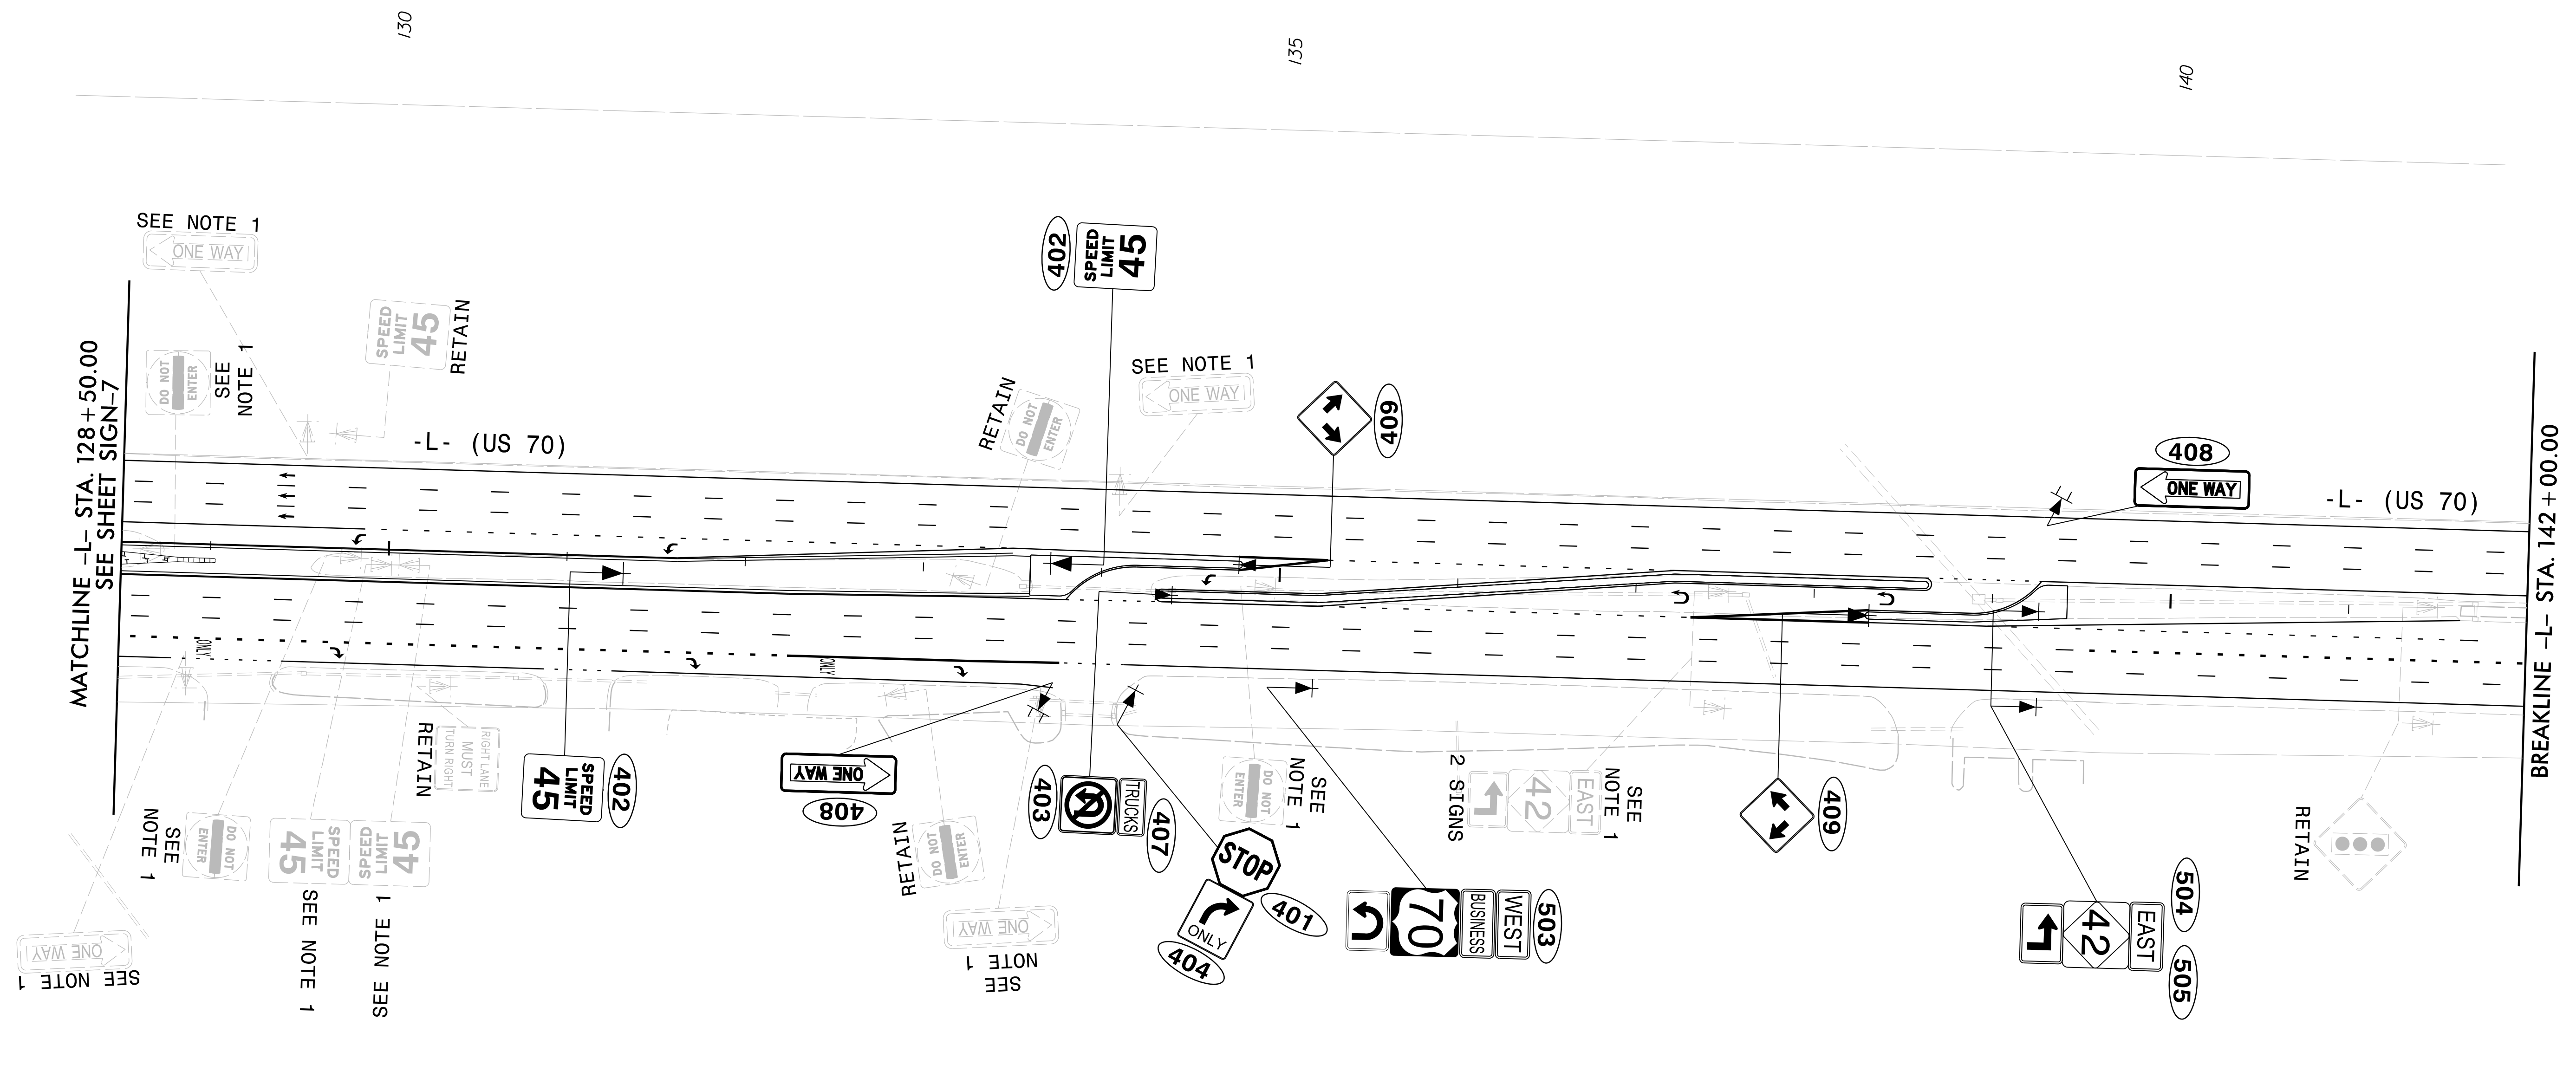 130
135
140
SEE NOTE 1
ONE WAY
SPEED
LIMIT
45
RETAIN
DO NOT
ENTER
SEE
NOTE 1
MATCHLINE -L- STA. 128+50.00
SEE SHEET SIGN-7
-L- (US 70)
402
SPEED
LIMIT
45
RETAIN
DO NOT
ENTER
SEE NOTE 1
ONE WAY
409
408
ONE WAY
-L- (US 70)
BREAKLINE -L- STA. 142+00.00
ONLY
ONLY
RETAIN
RIGHT LANE
MUST
TURN RIGHT
SEE
NOTE 1
DO NOT
ENTER
SPEED
LIMIT
45
SEE NOTE 1
SPEED
LIMIT
45
SEE NOTE 1
ONE WAY
SEE NOTE 1
SPEED
LIMIT
45
402
ONE WAY
408
RETAIN
DO NOT
ENTER
ONE WAY
SEE
NOTE 1
403
TRUCKS
407
STOP
401
ONLY
404
DO NOT
ENTER
SEE
NOTE 1
WEST
BUSINESS
70
503
2 SIGNS
EAST
42
SEE
NOTE 1
409
EAST
42
504
505
RETAIN